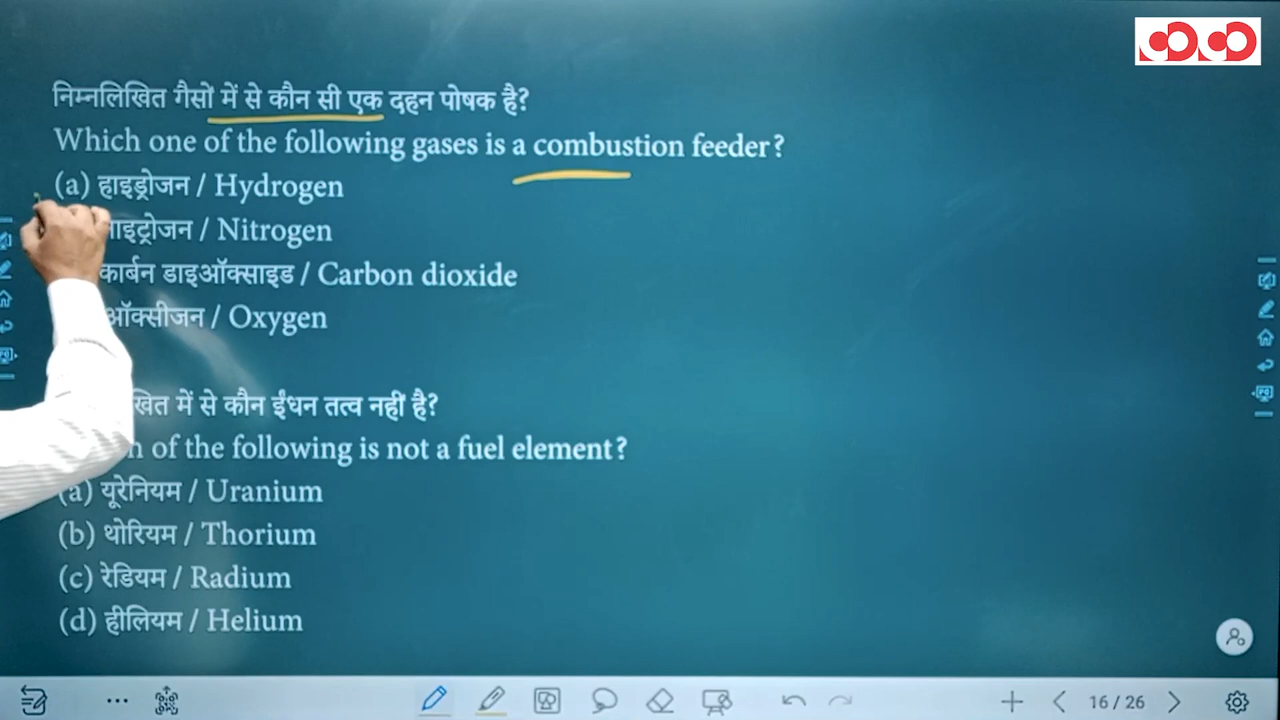 निम्नलिखित गैसों में से कौन सी एक दहन पोषक है?
Which one of the following gases is a combustion feeder?
(a) हाइड्रोजन / Hydrogen
/ Nitrogen
कार्बन डाइऑक्साइड / Carbon dioxide
ऑक्सीजन / Oxygen
में से कौन ईंधन तत्व नहीं है?
of the following is not a fuel element?
(a) यूरेनियम / Uranium
(b) थोरियम / Thorium
(c) रेडियम / Radium
(d) हीलियम / Helium
16 / 26